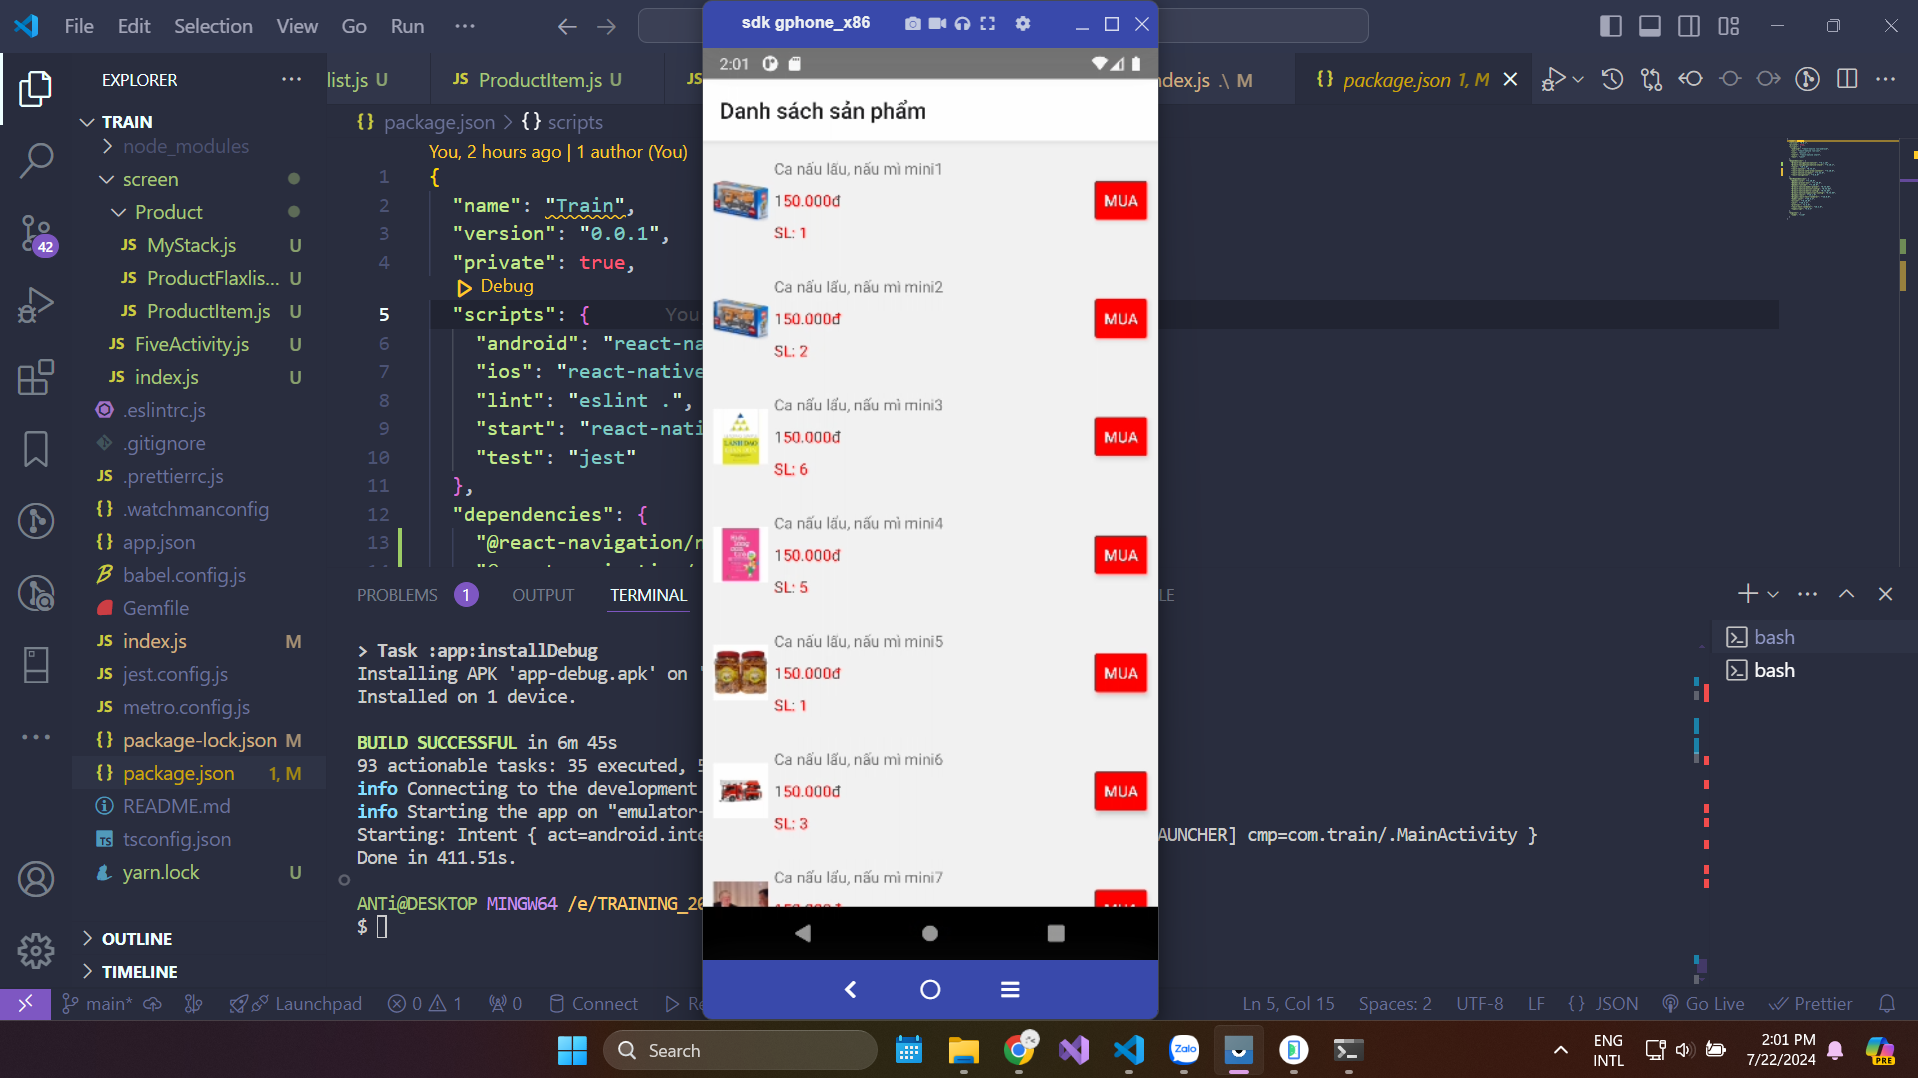 File Edit Selection View Go Run ···
sdk gphone_x86
EXPLORER
list.js U
JS ProductItem.js U
JS
index.js .\ M
{} package.json 1, M
TRAIN
node_modules
screen
Product
JS MyStack.js U
JS ProductFlaxlis... U
JS ProductItem.js U
JS FiveActivity.js U
JS index.js U
.eslintrc.js
.gitignore
JS .prettierrc.js
{} .watchmanconfig
{} app.json
babel.config.js
Gemfile
JS index.js M
JS jest.config.js
JS metro.config.js
{} package-lock.json M
{} package.json 1, M
README.md
TS tsconfig.json
yarn.lock U
OUTLINE
TIMELINE
42
{} package.json > {} scripts
You, 2 hours ago | 1 author (You)
1 {
2 "name": "Train",
3 "version": "0.0.1",
4 "private": true,
Debug
5 "scripts": { You
6 "android": "react-na
7 "ios": "react-native
8 "lint": "eslint .",
9 "start": "react-nati
10 "test": "jest"
11 },
12 "dependencies": {
13 "@react-navigation/n
PROBLEMS 1 OUTPUT TERMINAL LE
> Task :app:installDebug
Installing APK 'app-debug.apk' on '
Installed on 1 device.
BUILD SUCCESSFUL in 6m 45s
93 actionable tasks: 35 executed, 5
info Connecting to the development
info Starting the app on "emulator-
Starting: Intent { act=android.inte AUNCHER] cmp=com.train/.MainActivity }
Done in 411.51s.
ANTi@DESKTOP MINGW64 /e/TRAINING_20
$
bash
bash
2:01
Danh sách sản phẩm
Ca nấu lẩu, nấu mì mini1
150.000đ
SL: 1
MUA
Ca nấu lẩu, nấu mì mini2
150.000đ
SL: 2
MUA
Ca nấu lẩu, nấu mì mini3
150.000đ
SL: 6
MUA
Ca nấu lẩu, nấu mì mini4
150.000đ
SL: 5
MUA
Ca nấu lẩu, nấu mì mini5
150.000đ
SL: 1
MUA
Ca nấu lẩu, nấu mì mini6
150.000đ
SL: 3
MUA
Ca nấu lẩu, nấu mì mini7
main* Launchpad 0 1 0 Connect Re
Ln 5, Col 15 Spaces: 2 UTF-8 LF {} JSON Go Live Prettier
Search
Zalo
ENG
INTL
2:01 PM
7/22/2024
PRE